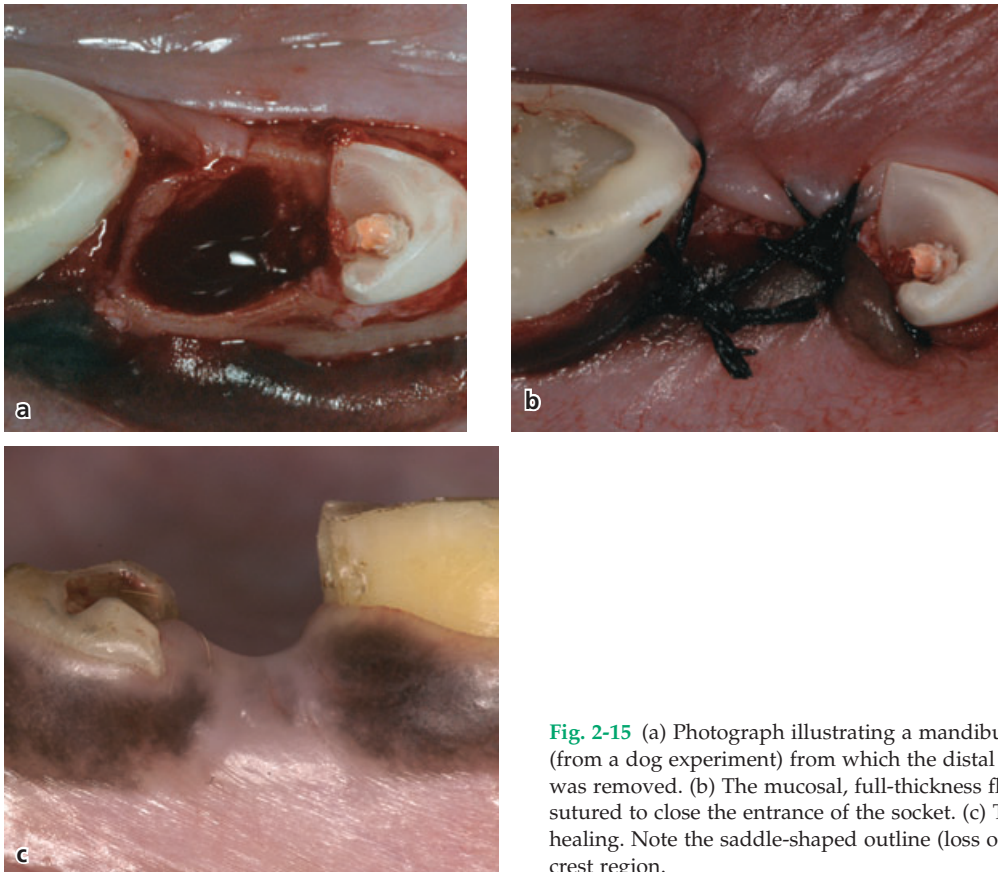 a
b
c
Fig. 2-15 (a) Photograph illustrating a mandibu
(from a dog experiment) from which the distal
was removed. (b) The mucosal, full-thickness fl
sutured to close the entrance of the socket. (c) T
healing. Note the saddle-shaped outline (loss o
crest region.